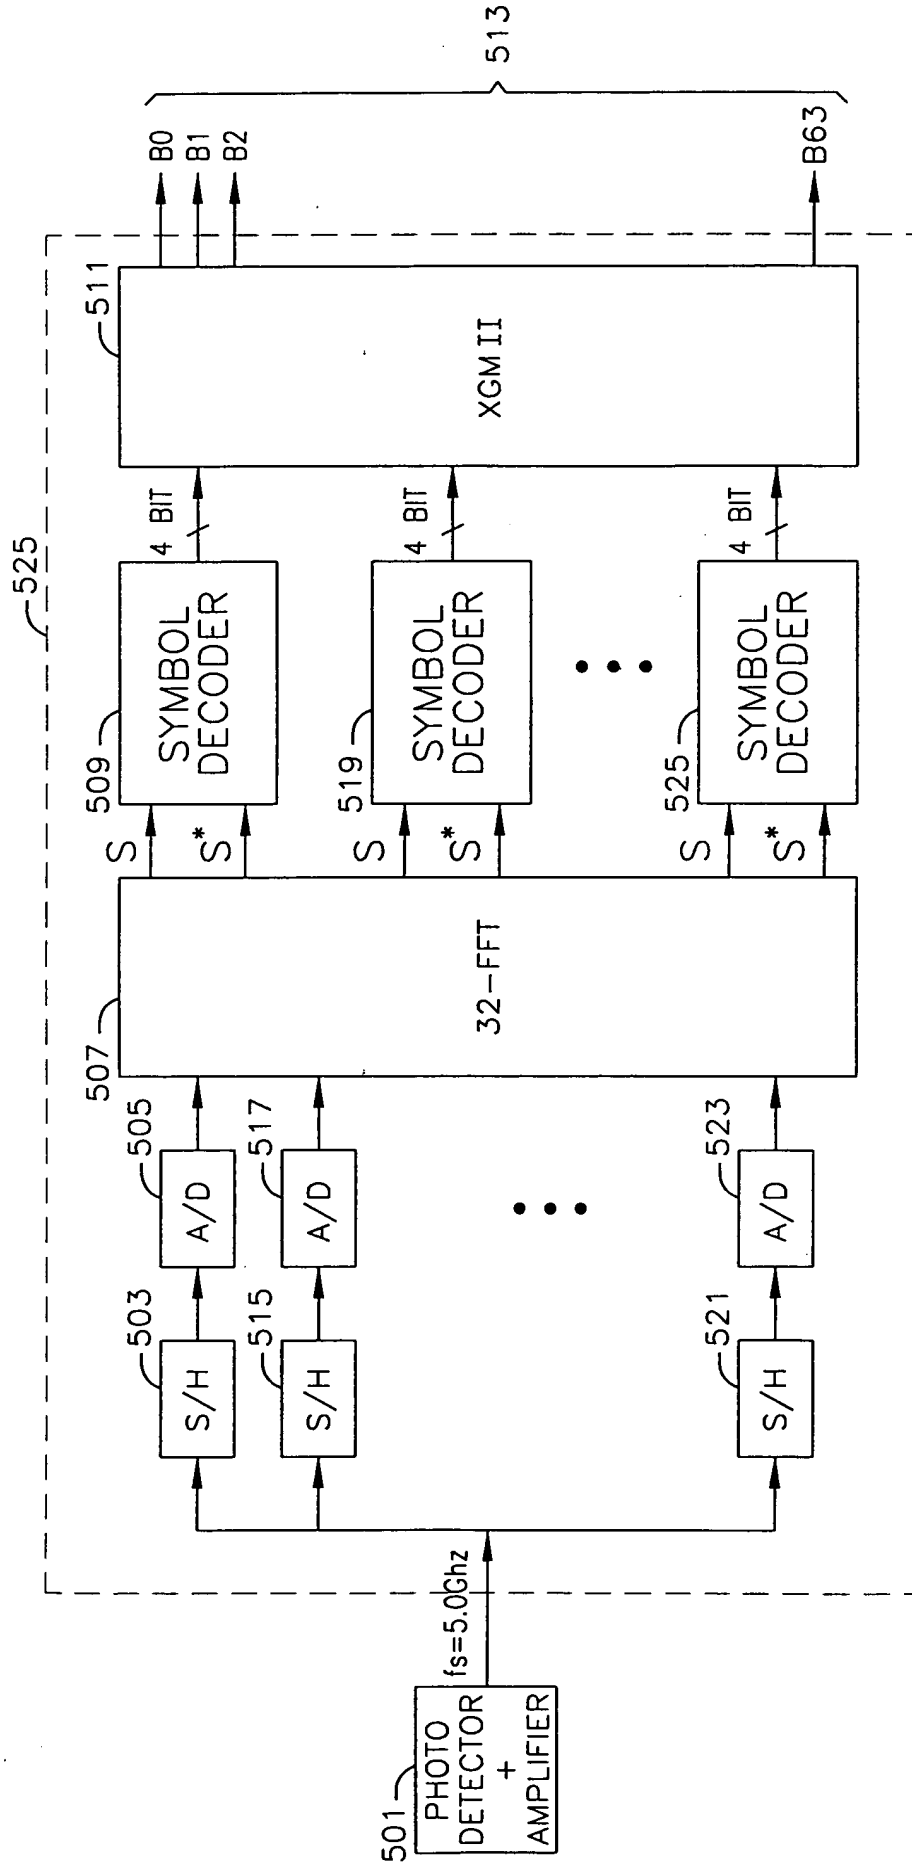 525
501
PHOTO
DETECTOR
+
AMPLIFIER
fs=5.0Ghz
503
S/H
505
A/D
515
S/H
517
A/D
521
S/H
523
A/D
507
32-FFT
S
S*
S
S*
S
S*
509
SYMBOL
DECODER
4 BIT
519
SYMBOL
DECODER
4 BIT
525
SYMBOL
DECODER
4 BIT
511
XGM II
B0
B1
B2
B63
513